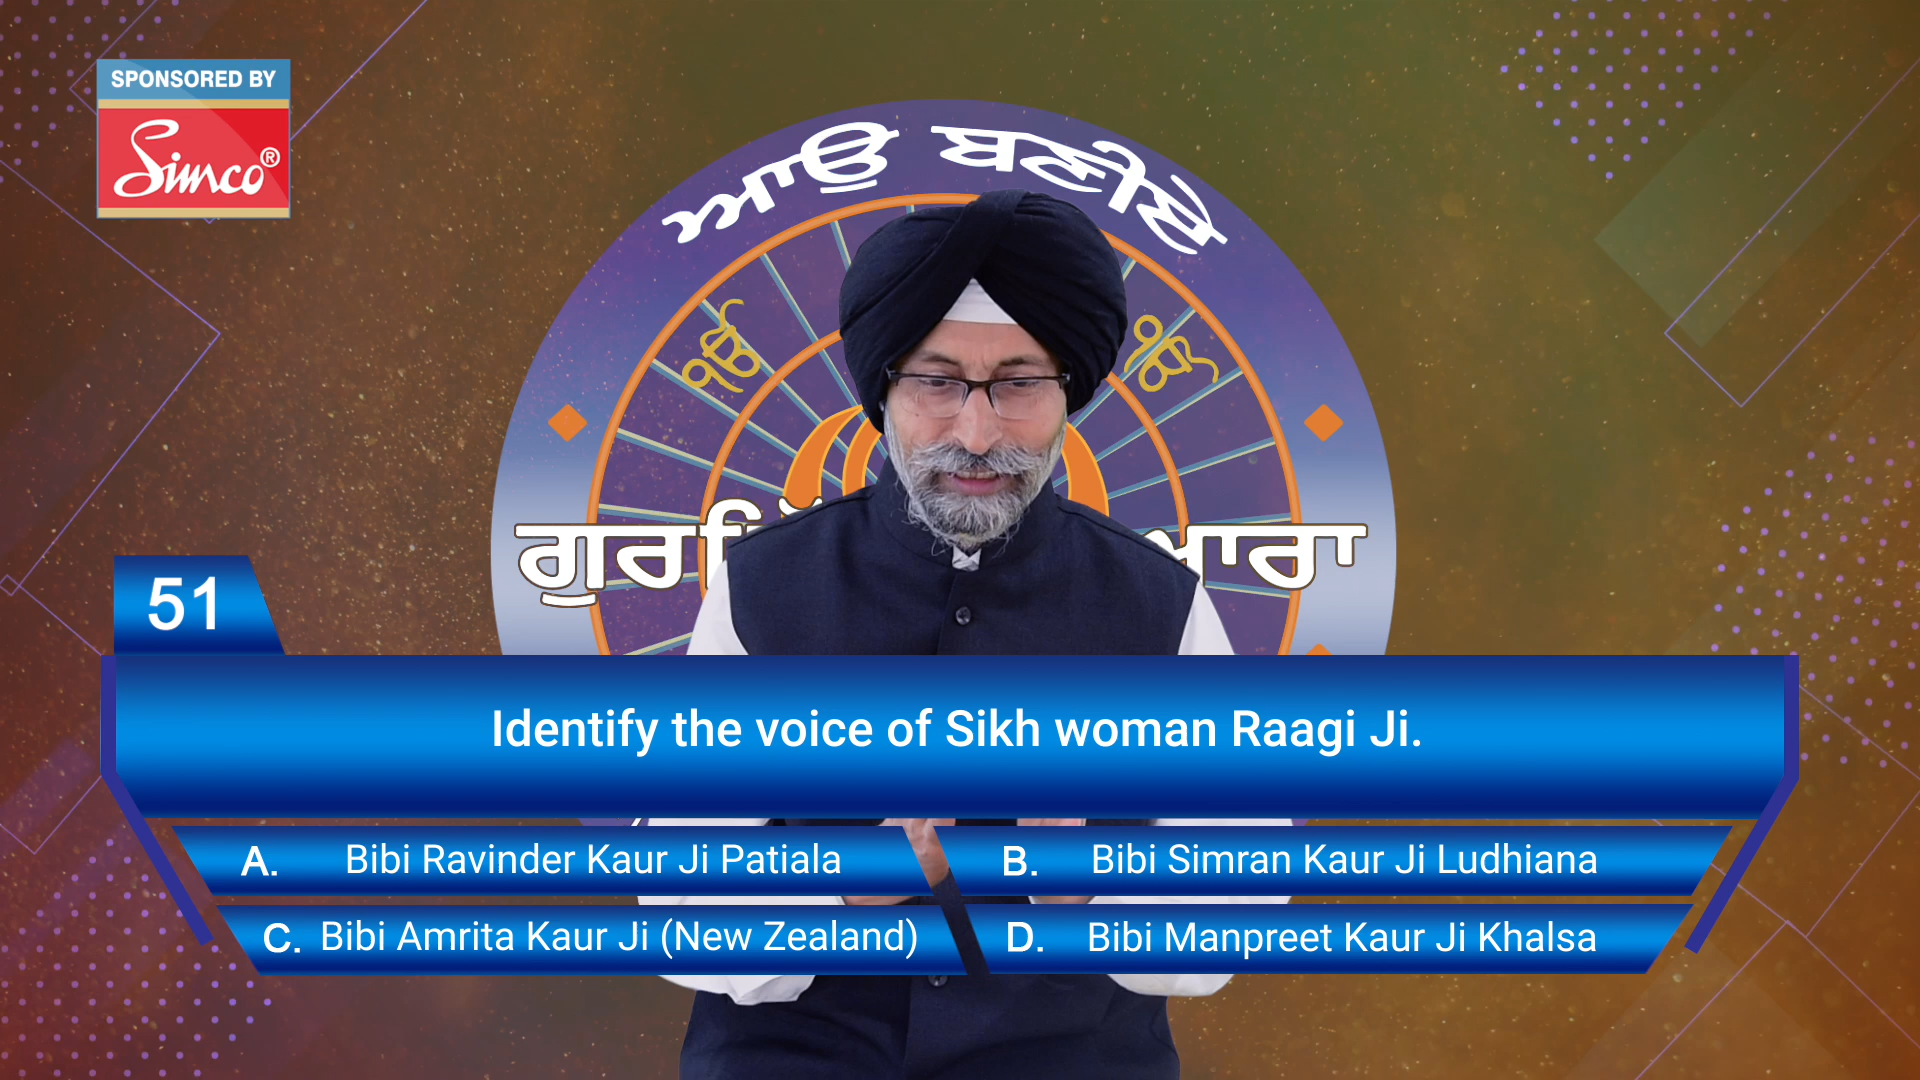 SPONSORED BY
Simco®
ਆਉ ਬਣੀਏ
51
Identify the voice of Sikh woman Raagi Ji.
A. Bibi Ravinder Kaur Ji Patiala
B. Bibi Simran Kaur Ji Ludhiana
C. Bibi Amrita Kaur Ji (New Zealand)
D. Bibi Manpreet Kaur Ji Khalsa